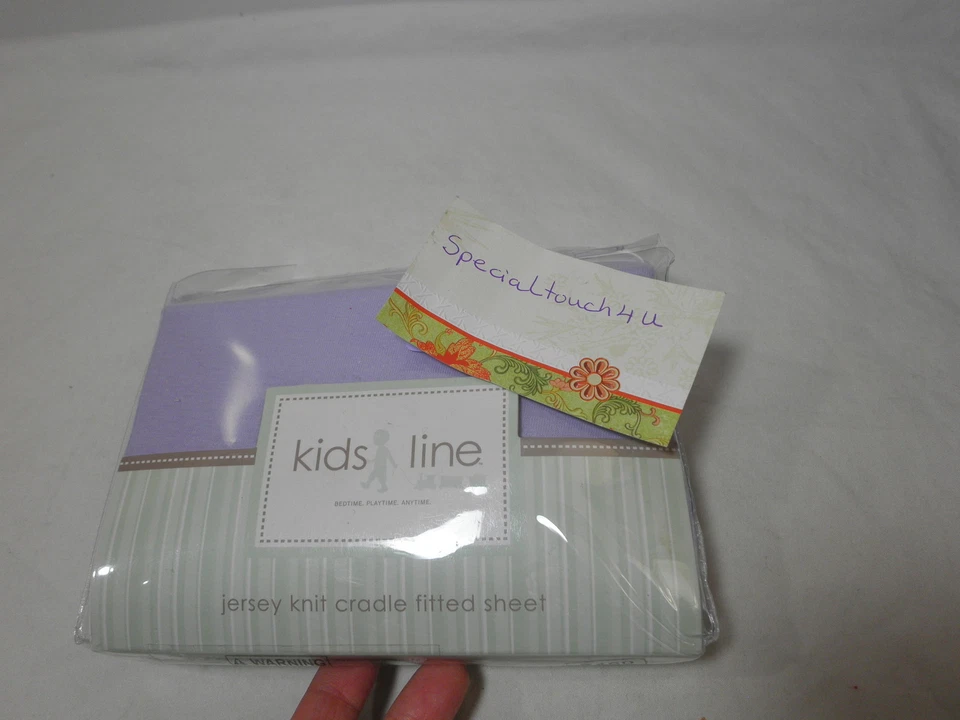 Specialtouch4u
kids line
BEDTIME. PLAYTIME. ANYTIME.
jersey knit cradle fitted sheet
WARNING